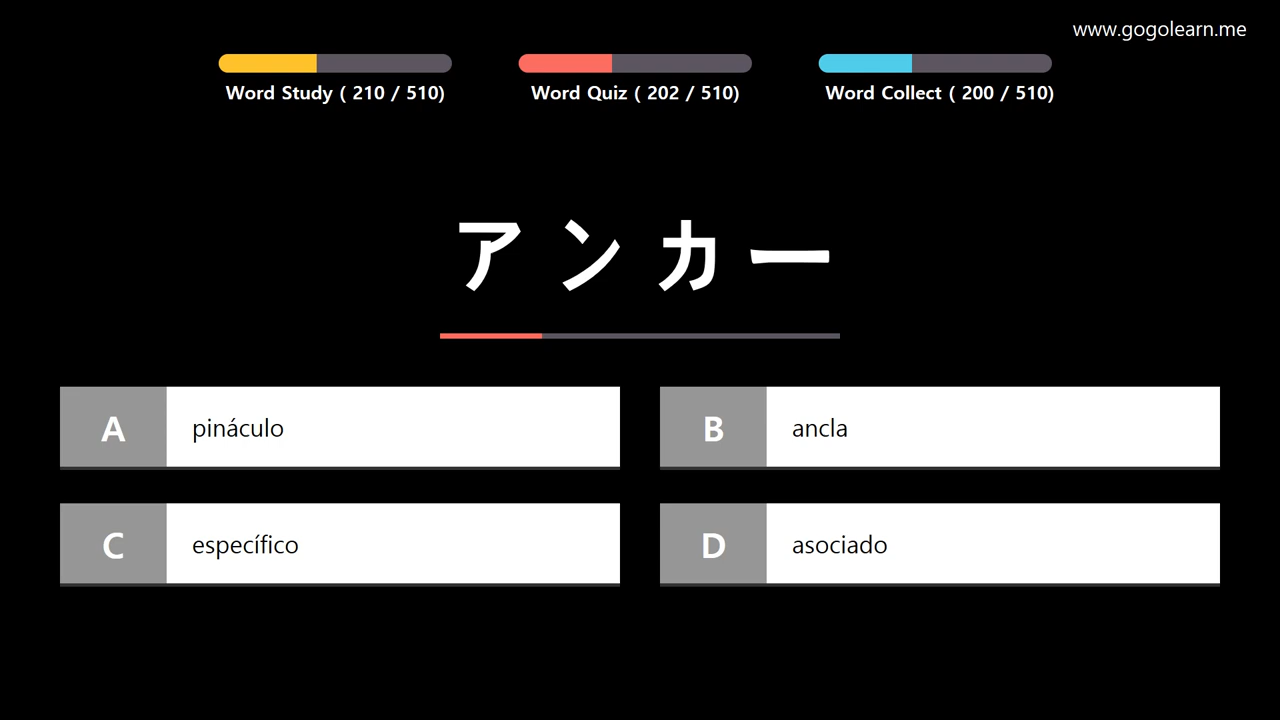 www.gogolearn.me
Word Study ( 210 / 510)
Word Quiz ( 202 / 510)
Word Collect ( 200 / 510)
アンカー
A pináculo
B ancla
C específico
D asociado